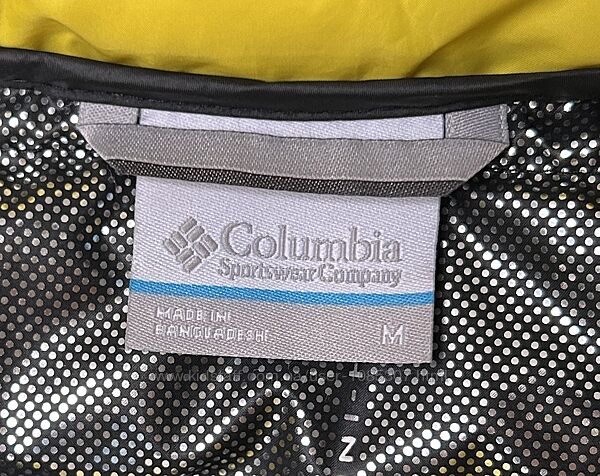 Columbia
Sportswear Company
MADE IN
BANGLADESH
M